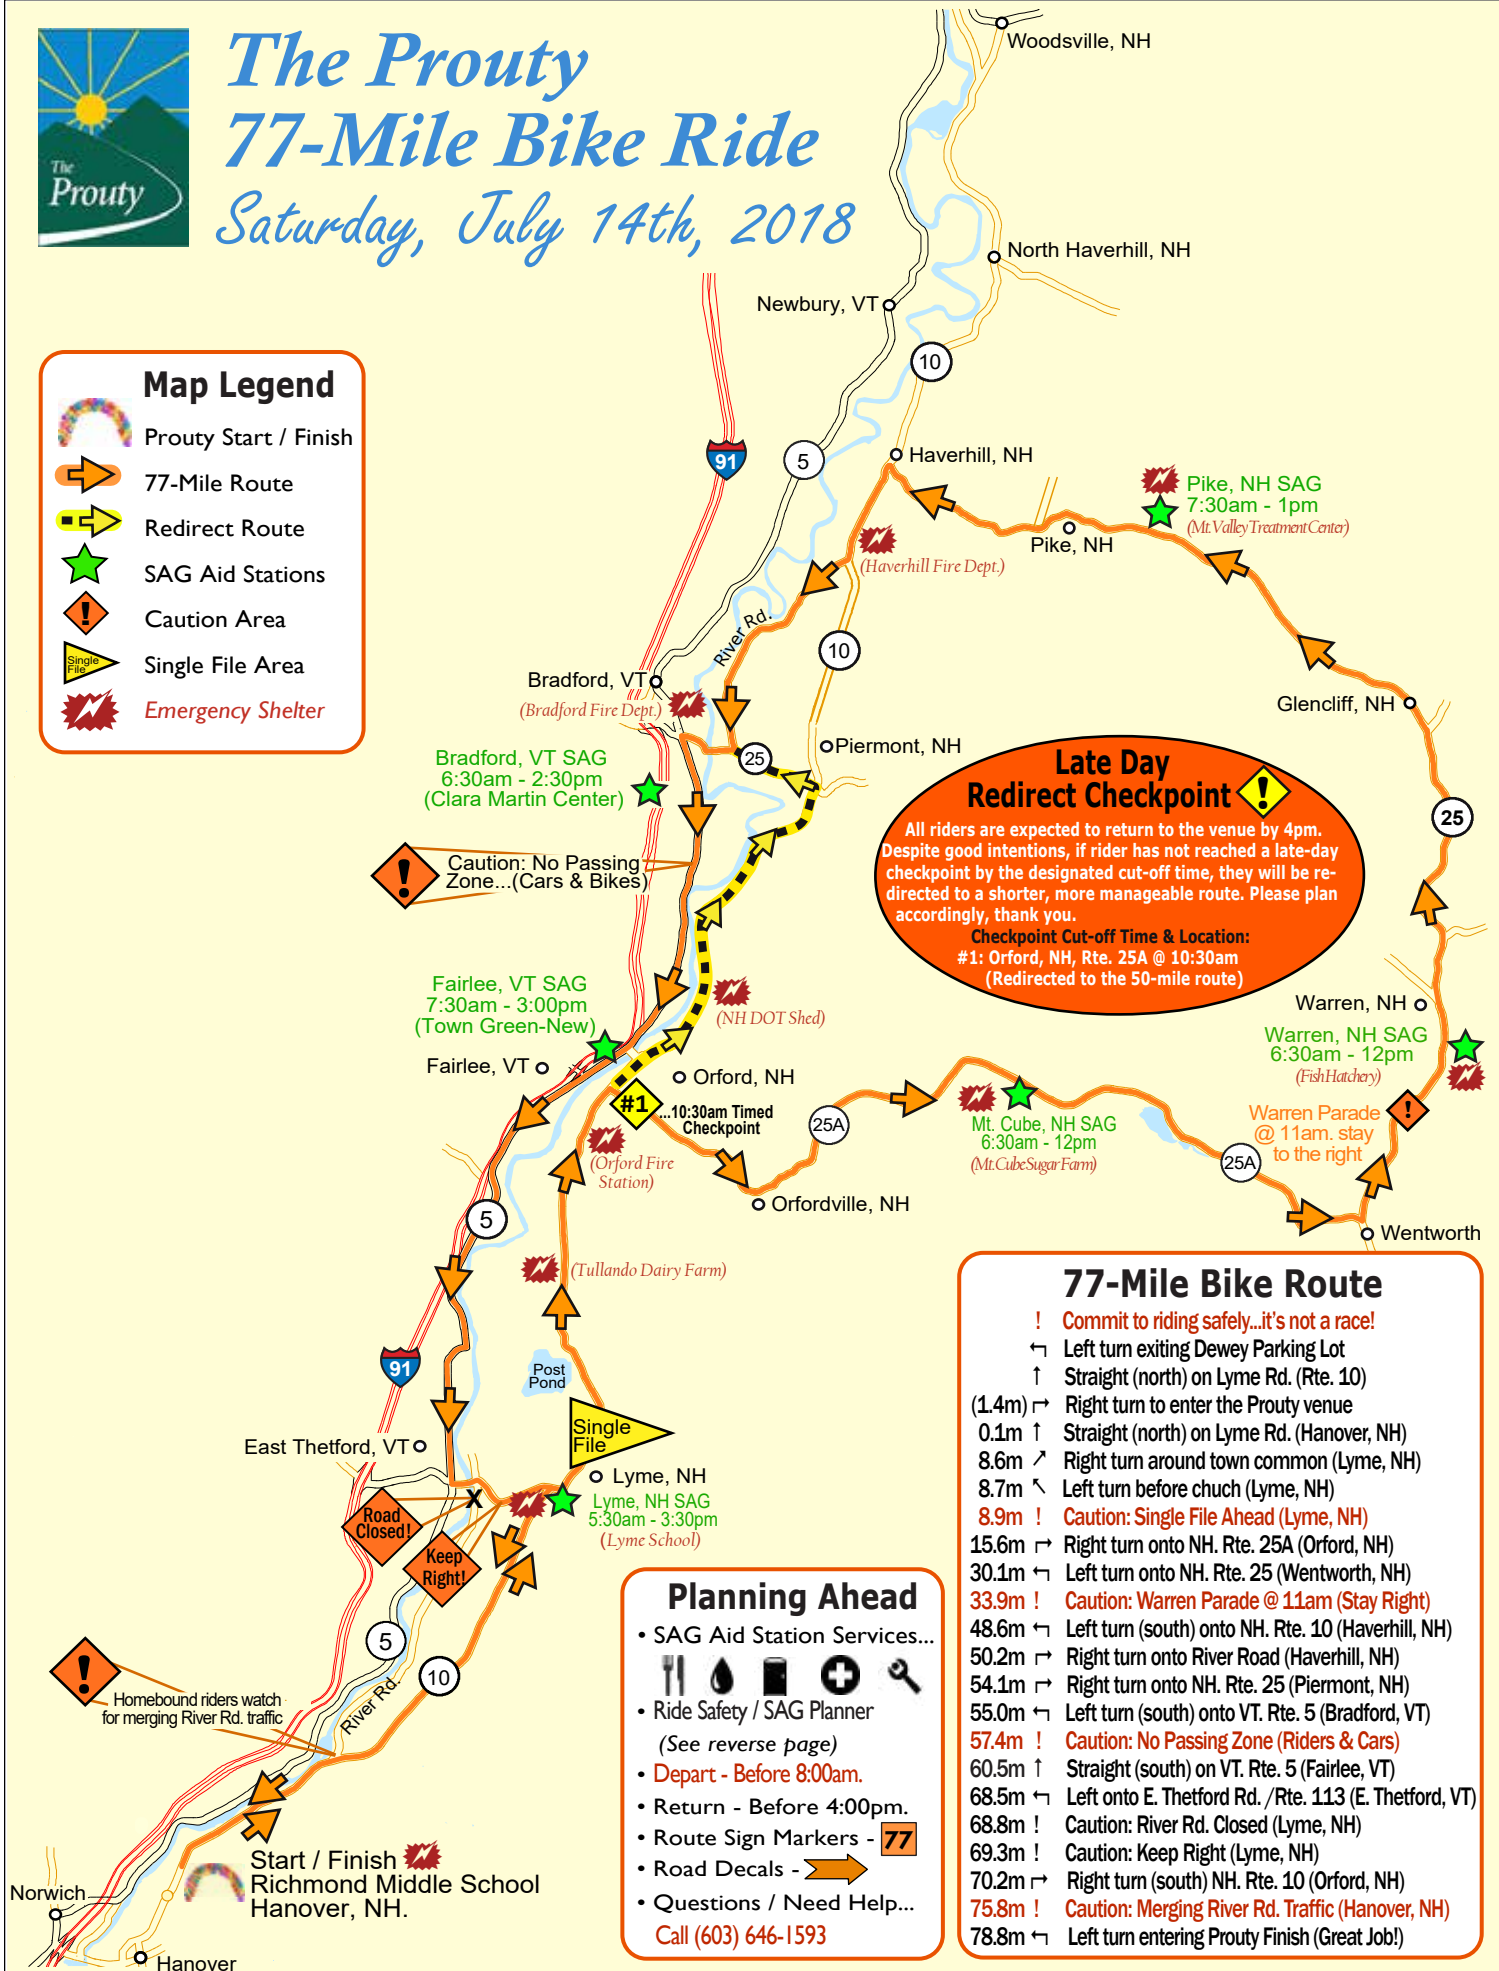 The Prouty
77-Mile Bike Ride
Saturday, July 14th, 2018
The
Prouty
Map Legend
Prouty Start / Finish
77-Mile Route
Redirect Route
SAG Aid Stations
Caution Area
Single
File
Single File Area
Emergency Shelter
Woodsville, NH
North Haverhill, NH
Newbury, VT
10
91
5
Haverhill, NH
Pike, NH SAG
7:30am - 1pm
(Mt.Valley Treatment Center)
Pike, NH
(Haverhill Fire Dept.)
River Rd.
10
Bradford, VT
(Bradford Fire Dept.)
Glencliff, NH
Bradford, VT SAG
6:30am - 2:30pm
(Clara Martin Center)
25
Piermont, NH
Late Day
Redirect Checkpoint
!
All riders are expected to return to the venue by 4pm.
Despite good intentions, if rider has not reached a late-day
checkpoint by the designated cut-off time, they will be re-
directed to a shorter, more manageable route. Please plan
accordingly, thank you.
Checkpoint Cut-off Time & Location:
#1: Orford, NH, Rte. 25A @ 10:30am
(Redirected to the 50-mile route)
25
!
Caution: No Passing
Zone...(Cars & Bikes)
Fairlee, VT SAG
7:30am - 3:00pm
(Town Green-New)
Fairlee, VT
(NH DOT Shed)
Orford, NH
#1
...10:30am Timed
Checkpoint
(Orford Fire
Station)
25A
Mt. Cube, NH SAG
6:30am - 12pm
(Mt.Cube Sugar Farm)
Warren, NH
Warren, NH SAG
6:30am - 12pm
(Fish Hatchery)
Warren Parade
@ 11am. stay
to the right
!
25A
Orfordville, NH
Wentworth
5
(Tullando Dairy Farm)
91
Post
Pond
Single
File
East Thetford, VT
Lyme, NH
Lyme, NH SAG
5:30am - 3:30pm
(Lyme School)
X
Road
Closed!
Keep
Right!
5
10
River Rd.
!
Homebound riders watch
for merging River Rd. traffic
Start / Finish
Richmond Middle School
Hanover, NH.
Norwich
Hanover
Planning Ahead
• SAG Aid Station Services...
• Ride Safety / SAG Planner
(See reverse page)
• Depart - Before 8:00am.
• Return - Before 4:00pm.
• Route Sign Markers - 77
• Road Decals -
• Questions / Need Help...
Call (603) 646-1593
77-Mile Bike Route
! Commit to riding safely...it's not a race!
↰ Left turn exiting Dewey Parking Lot
↑ Straight (north) on Lyme Rd. (Rte. 10)
(1.4m) ↱ Right turn to enter the Prouty venue
0.1m ↑ Straight (north) on Lyme Rd. (Hanover, NH)
8.6m ↗ Right turn around town common (Lyme, NH)
8.7m ↖ Left turn before chuch (Lyme, NH)
8.9m ! Caution: Single File Ahead (Lyme, NH)
15.6m ↱ Right turn onto NH. Rte. 25A (Orford, NH)
30.1m ↰ Left turn onto NH. Rte. 25 (Wentworth, NH)
33.9m ! Caution: Warren Parade @ 11am (Stay Right)
48.6m ↰ Left turn (south) onto NH. Rte. 10 (Haverhill, NH)
50.2m ↱ Right turn onto River Road (Haverhill, NH)
54.1m ↱ Right turn onto NH. Rte. 25 (Piermont, NH)
55.0m ↰ Left turn (south) onto VT. Rte. 5 (Bradford, VT)
57.4m ! Caution: No Passing Zone (Riders & Cars)
60.5m ↑ Straight (south) on VT. Rte. 5 (Fairlee, VT)
68.5m ↰ Left onto E. Thetford Rd. /Rte. 113 (E. Thetford, VT)
68.8m ! Caution: River Rd. Closed (Lyme, NH)
69.3m ! Caution: Keep Right (Lyme, NH)
70.2m ↱ Right turn (south) NH. Rte. 10 (Orford, NH)
75.8m ! Caution: Merging River Rd. Traffic (Hanover, NH)
78.8m ↰ Left turn entering Prouty Finish (Great Job!)